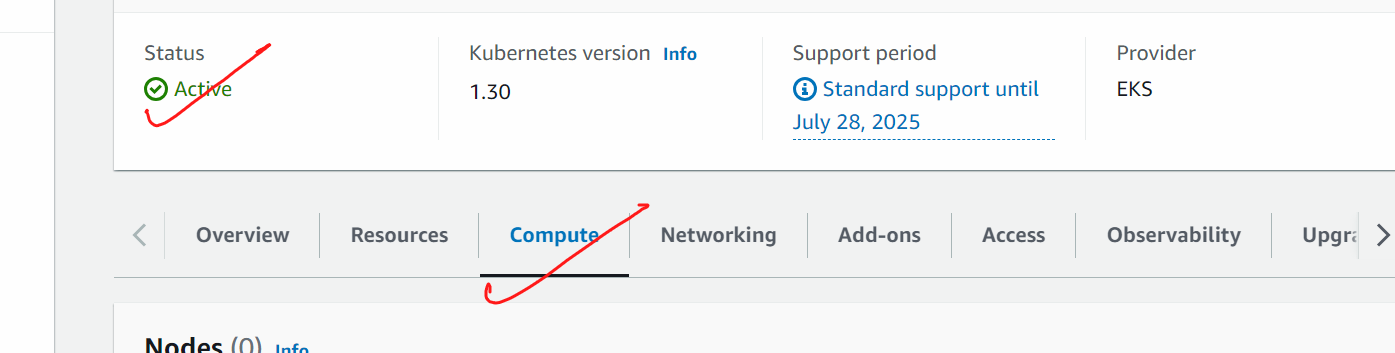 Status
Active
Kubernetes version Info
1.30
Support period
Standard support until
July 28, 2025
Provider
EKS
Overview Resources Compute Networking Add-ons Access Observability
Nodes (0) Info